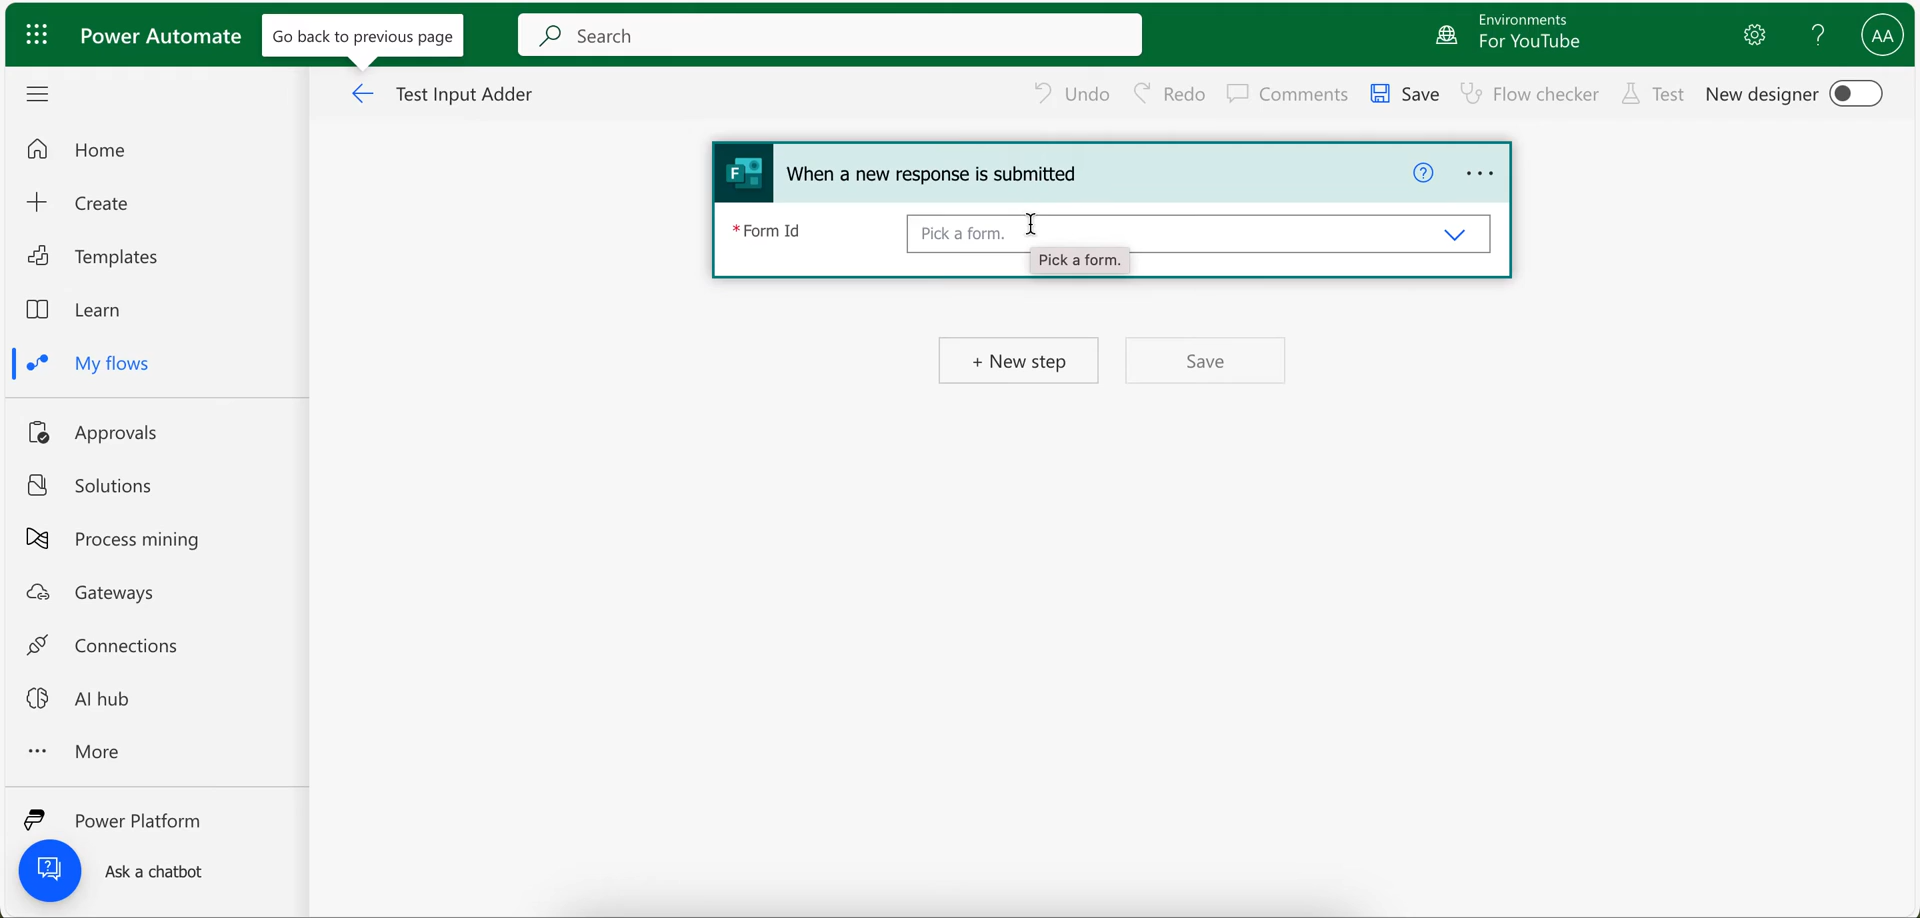 Power Automate
Go back to previous page
Search
Environments
For YouTube
?
AA
Test Input Adder
Undo
Redo
Comments
Save
Flow checker
Test
New designer
Home
Create
Templates
Learn
My flows
Approvals
Solutions
Process mining
Gateways
Connections
AI hub
More
Power Platform
Ask a chatbot
F
When a new response is submitted
?
* Form Id
Pick a form.
Pick a form.
+ New step
Save